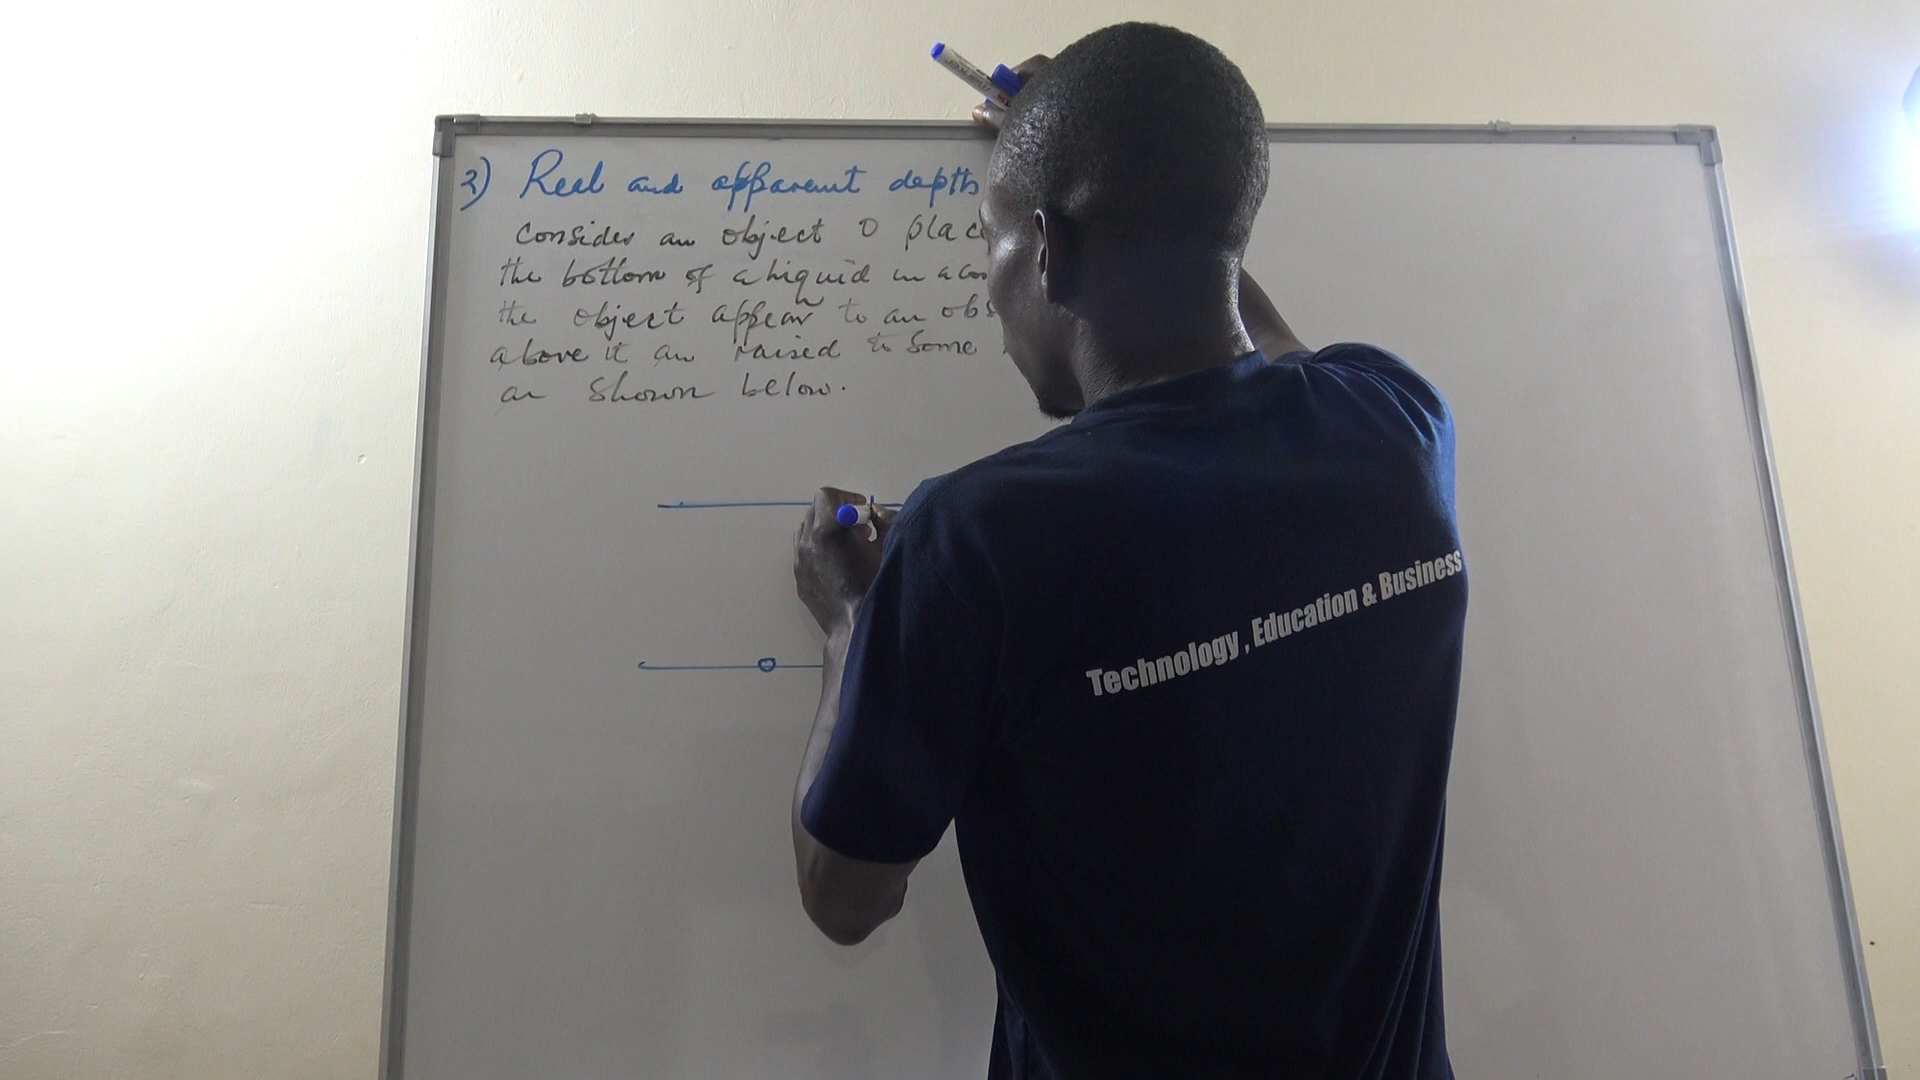 2) Real and apparent depth
Consider an object O plac
the bottom of a liquid in a con
the object appear to an obs
above it as raised to some
as shown below.
Technology , Education & Business